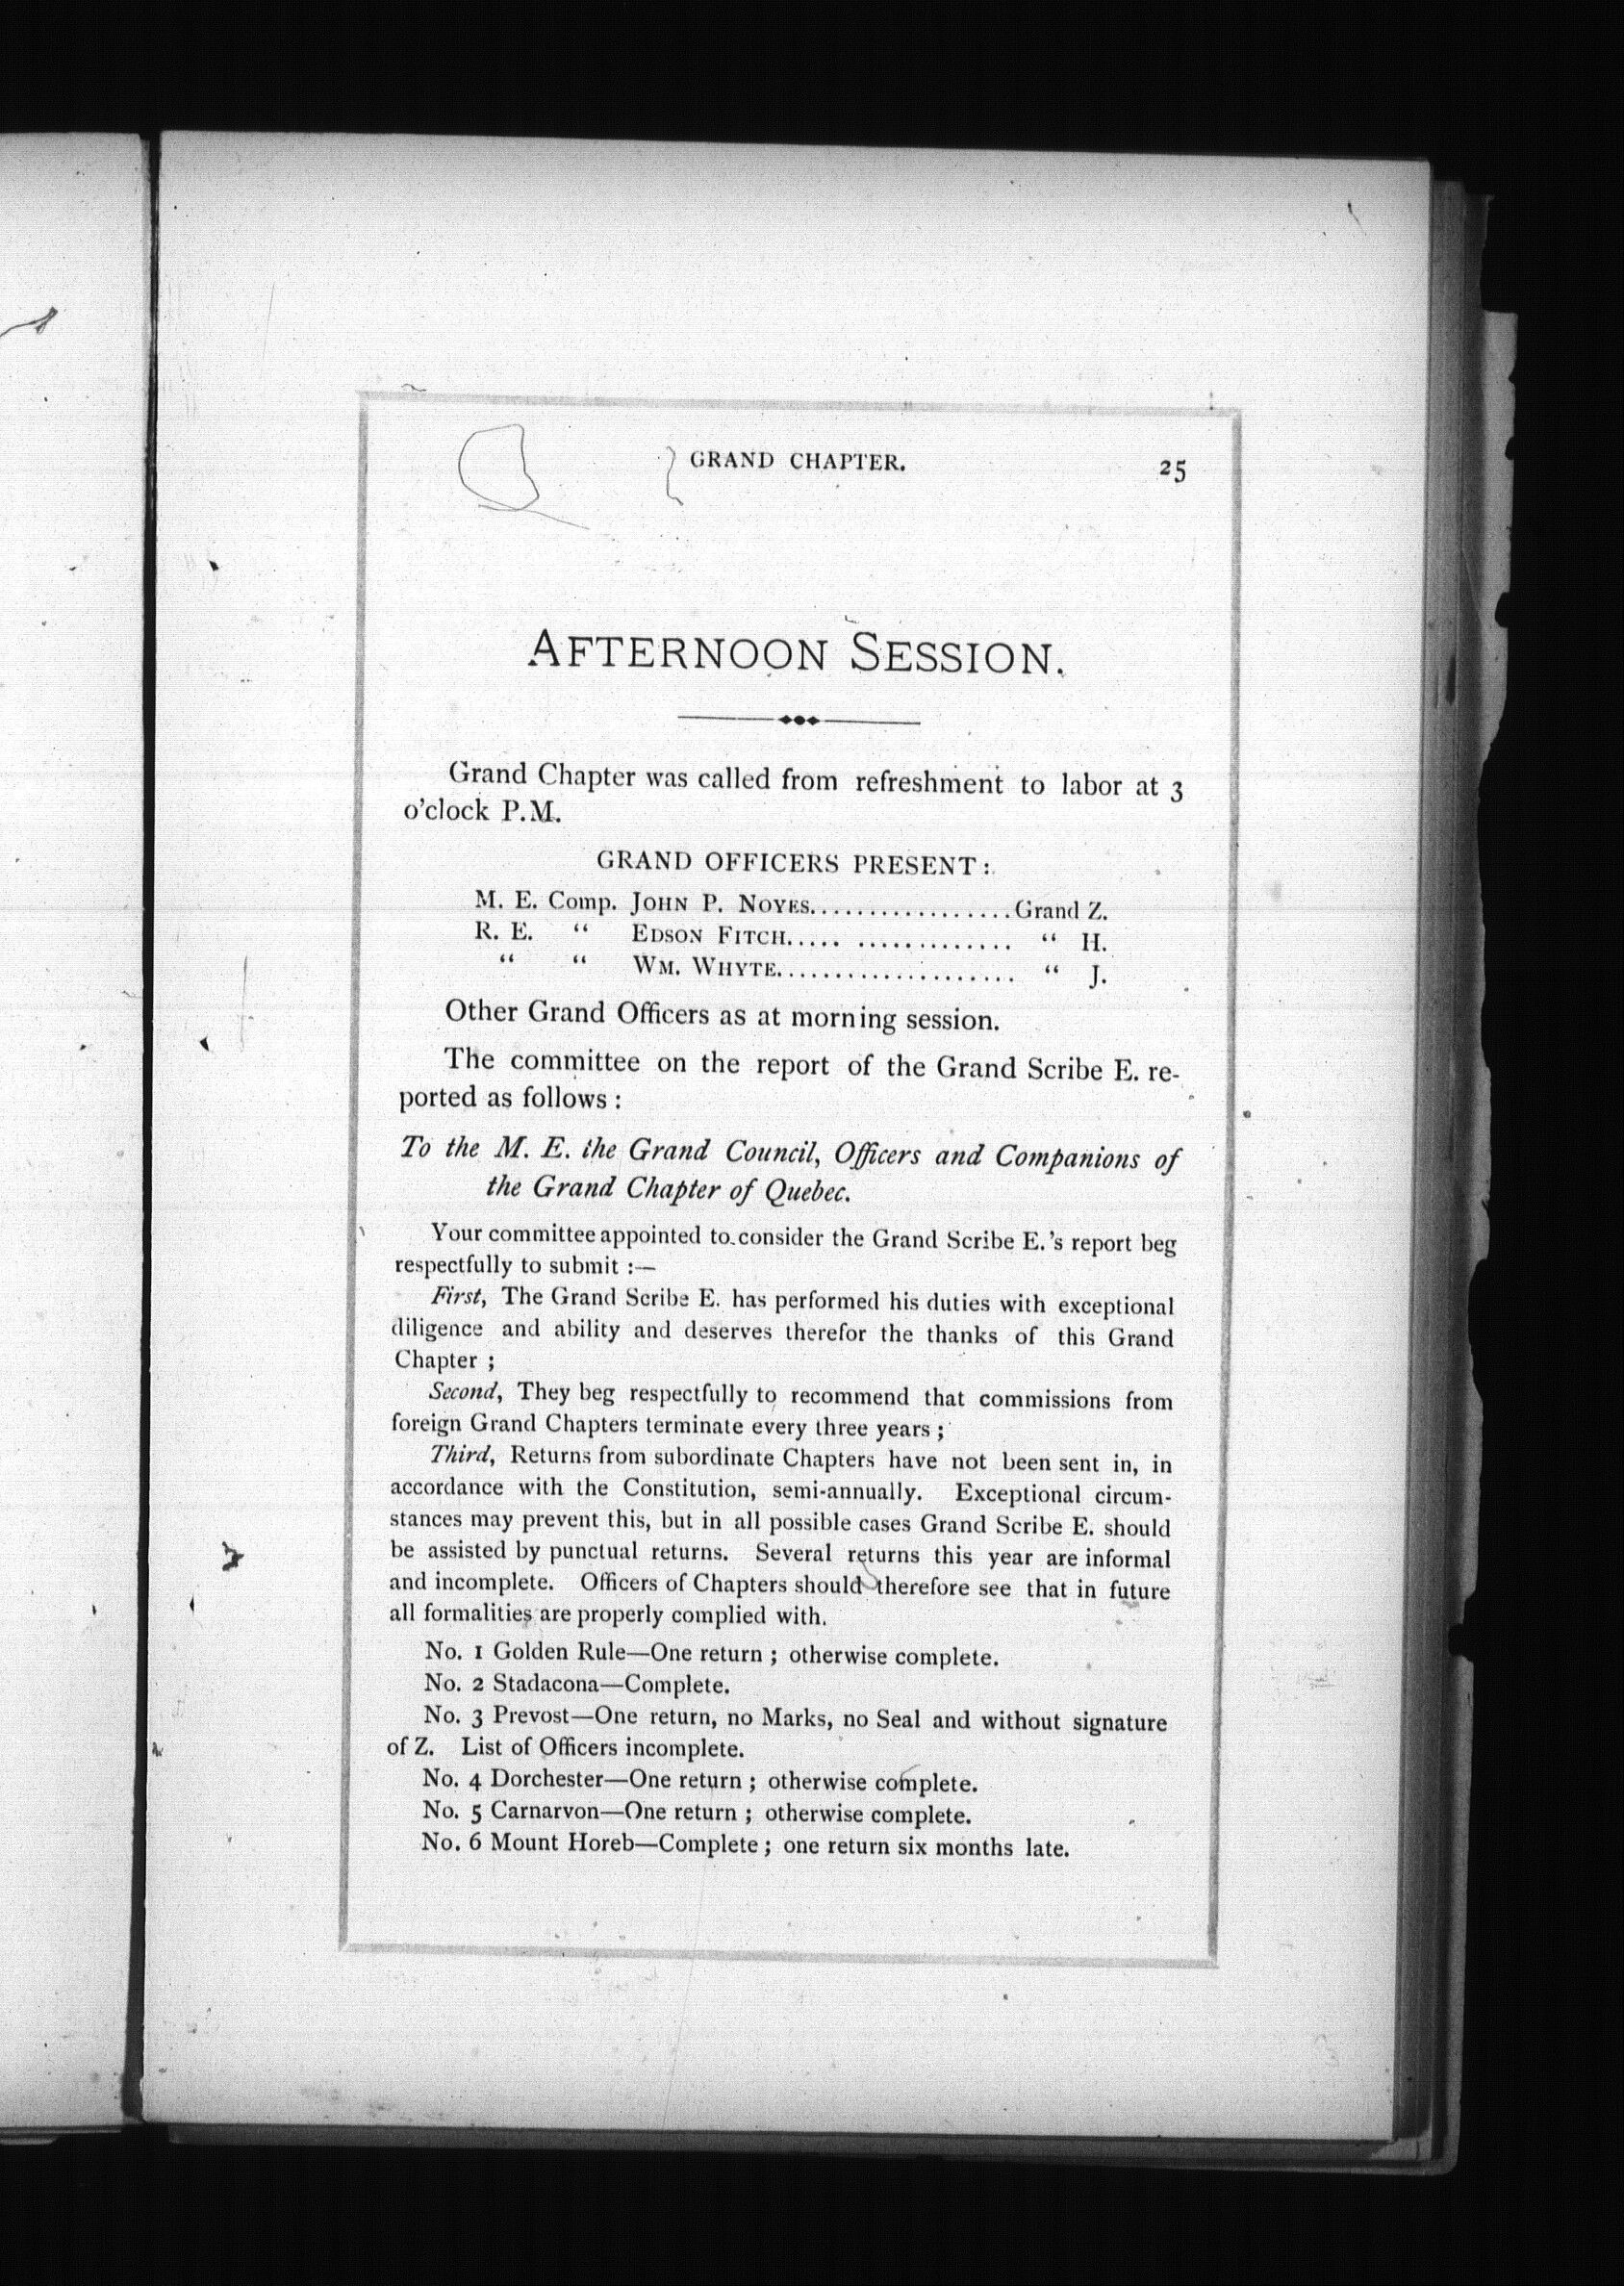 GRAND CHAPTER. 25
AFTERNOON SESSION.
Grand Chapter was called from refreshment to labor at 3
o'clock P.M.
GRAND OFFICERS PRESENT:
M. E. Comp. JOHN P. NOYES.................Grand Z.
R. E. “ EDSON FITCH..... ............. “ H.
“ “ WM. WHYTE..................... “ J.
Other Grand Officers as at morning session.
The committee on the report of the Grand Scribe E. re-
ported as follows :
To the M. E. the Grand Council, Officers and Companions of
the Grand Chapter of Quebec.
Your committee appointed to consider the Grand Scribe E.'s report beg
respectfully to submit :—
First, The Grand Scribe E. has performed his duties with exceptional
diligence and ability and deserves therefor the thanks of this Grand
Chapter ;
Second, They beg respectfully to recommend that commissions from
foreign Grand Chapters terminate every three years ;
Third, Returns from subordinate Chapters have not been sent in, in
accordance with the Constitution, semi-annually. Exceptional circum-
stances may prevent this, but in all possible cases Grand Scribe E. should
be assisted by punctual returns. Several returns this year are informal
and incomplete. Officers of Chapters should therefore see that in future
all formalities are properly complied with.
No. 1 Golden Rule—One return ; otherwise complete.
No. 2 Stadacona—Complete.
No. 3 Prevost—One return, no Marks, no Seal and without signature
of Z. List of Officers incomplete.
No. 4 Dorchester—One return ; otherwise complete.
No. 5 Carnarvon—One return ; otherwise complete.
No. 6 Mount Horeb—Complete ; one return six months late.